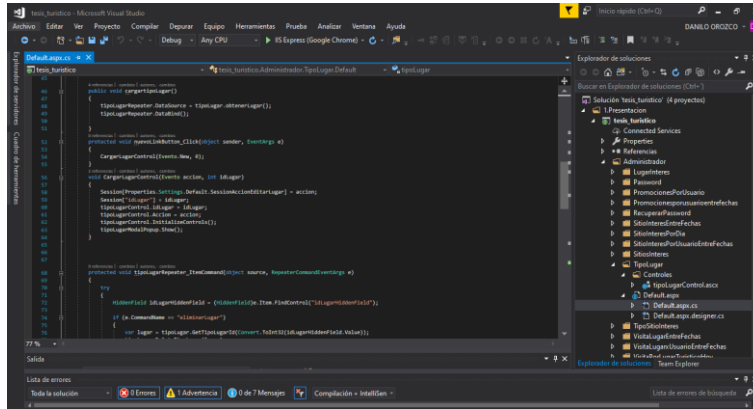 tesis_turistico - Microsoft Visual Studio
Inicio rápido (Ctrl+Q)
Archivo Editar Ver Proyecto Compilar Depurar Equipo Herramientas Prueba Analizar Ventana Ayuda
DANILO OROZCO
Debug Any CPU IIS Express (Google Chrome)
Explorador de servidores
Cuadro de herramientas
Default.aspx.cs
tesis_turistico
tesis_turistico.Administrador.TipoLugar.Default
tipoLugar
public void cargartipoLugar()
{
tipoLugarRepeater.DataSource = tipoLugar.obtenerLugar();
tipoLugarRepeater.DataBind();
}
protected void nuevoLinkButton_Click(object sender, EventArgs e)
{
CargarLugarControl(Evento.New, 0);
}
void CargarLugarControl(Evento accion, int idLugar)
{
Session[Properties.Settings.Default.SessionAccionEditarLugar] = accion;
Session["idLugar"] = idLugar;
tipoLugarControl.idLugar = idLugar;
tipoLugarControl.Accion = accion;
tipoLugarControl.InitializeControls();
tipoLugarModalPopup.Show();
}
protected void tipoLugarRepeater_ItemCommand(object source, RepeaterCommandEventArgs e)
{
try
{
HiddenField idLugarHiddenField = (HiddenField)e.Item.FindControl("idLugarHiddenField");
if (e.CommandName == "eliminarLugar")
{
var lugar = tipoLugar.GetTipoLugarId(Convert.ToInt32(idLugarHiddenField.Value));
77 %
Explorador de soluciones
Buscar en Explorador de soluciones (Ctrl+´)
Solución 'tesis_turistico' (4 proyectos)
1.Presentacion
tesis_turistico
Connected Services
Properties
Referencias
Administrador
LugarInteres
Password
PromocionesPorUsuario
Promocionesporusuarioentrefechas
RecuperarPassword
SitioInteresEntreFechas
SitioInteresPorDia
SitioInteresPorUsuarioEntreFechas
SitiosInteres
TipoLugar
Controles
tipoLugarControl.ascx
Default.aspx
Default.aspx.cs
Default.aspx.designer.cs
TipoSitioInteres
VisitaLugarEntreFechas
VisitaLugarsUsuarioEntreFechas
Explorador de soluciones Team Explorer
Salida
Lista de errores
Toda la solución 0 Errores 1 Advertencia 0 de 7 Mensajes Compilación + IntelliSen
Lista de errores de búsqueda